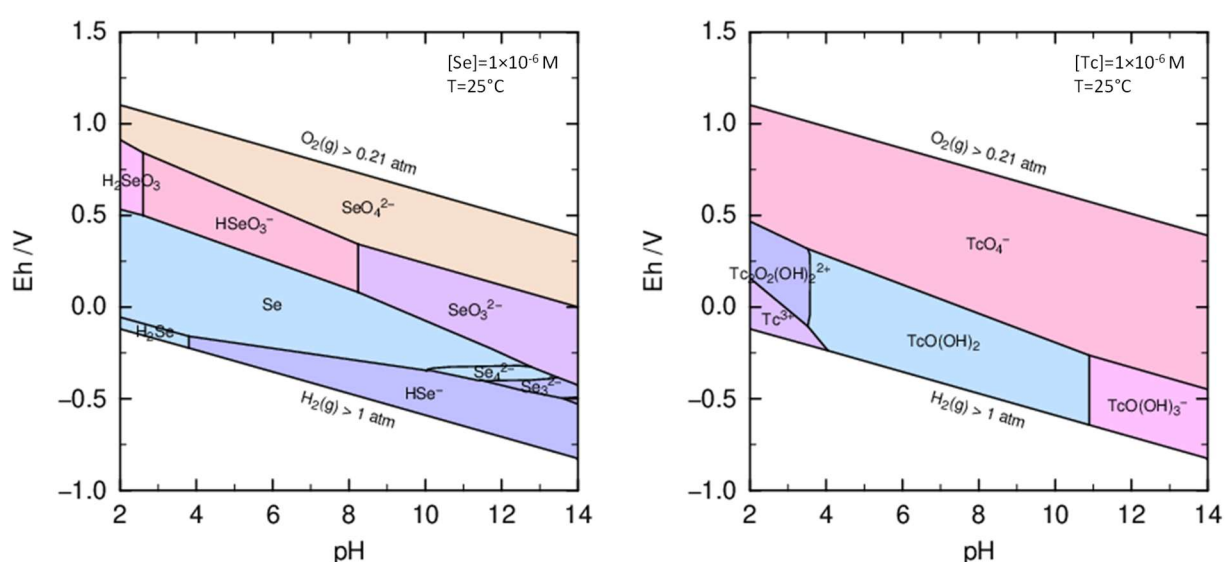 1.5
1.0
0.5
0.0
−0.5
−1.0
Eh /V
2 4 6 8 10 12 14
pH
[Se]=1×10⁻⁶ M
T=25°C
O₂(g) > 0.21 atm
H₂SeO₃
SeO₄²⁻
HSeO₃⁻
Se
SeO₃²⁻
H₂Se
Se₄²⁻
Se₃²⁻
HSe⁻
H₂(g) > 1 atm
1.5
1.0
0.5
0.0
−0.5
−1.0
Eh /V
2 4 6 8 10 12 14
pH
[Tc]=1×10⁻⁶ M
T=25°C
O₂(g) > 0.21 atm
TcO₄⁻
Tc₂O₂(OH)₂²⁺
Tc³⁺
TcO(OH)₂
TcO(OH)₃⁻
H₂(g) > 1 atm